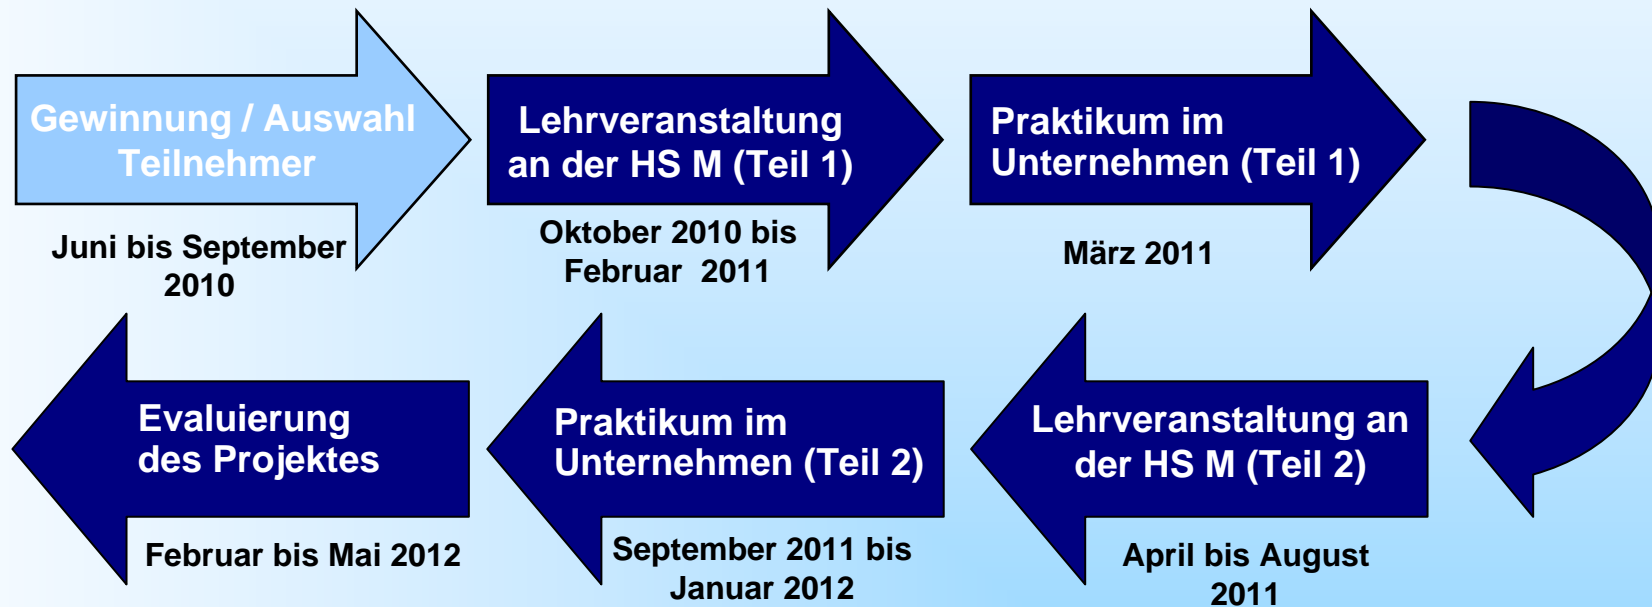 Gewinnung / Auswahl
Teilnehmer
Juni bis September
2010
Lehrveranstaltung
an der HS M (Teil 1)
Oktober 2010 bis
Februar 2011
Praktikum im
Unternehmen (Teil 1)
März 2011
Lehrveranstaltung an
der HS M (Teil 2)
April bis August
2011
Praktikum im
Unternehmen (Teil 2)
September 2011 bis
Januar 2012
Evaluierung
des Projektes
Februar bis Mai 2012